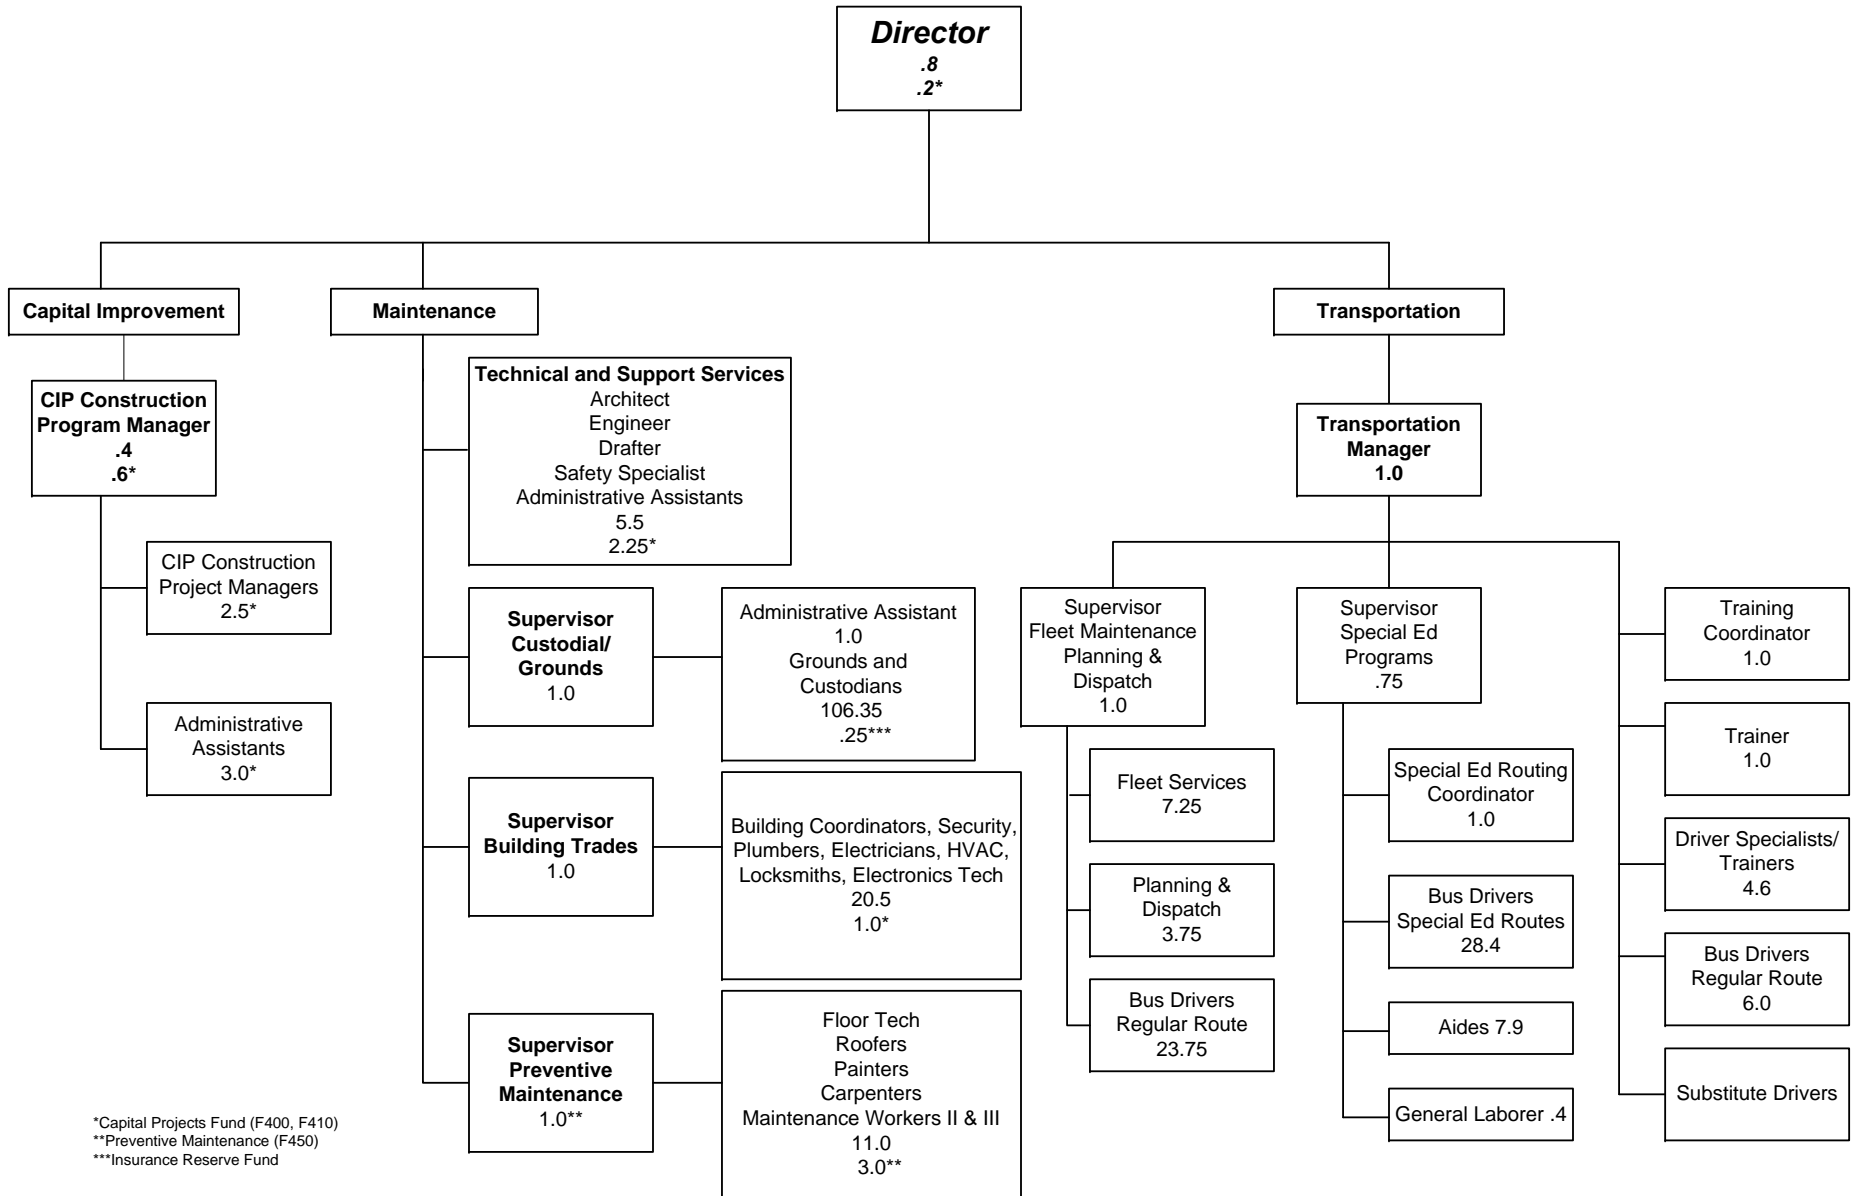 Director
.8
.2*
Capital Improvement
Maintenance
Transportation
CIP Construction
Program Manager
.4
.6*
CIP Construction
Project Managers
2.5*
Administrative
Assistants
3.0*
Technical and Support Services
Architect
Engineer
Drafter
Safety Specialist
Administrative Assistants
5.5
2.25*
Supervisor
Custodial/
Grounds
1.0
Administrative Assistant
1.0
Grounds and
Custodians
106.35
.25***
Supervisor
Building Trades
1.0
Building Coordinators, Security,
Plumbers, Electricians, HVAC,
Locksmiths, Electronics Tech
20.5
1.0*
Supervisor
Preventive
Maintenance
1.0**
Floor Tech
Roofers
Painters
Carpenters
Maintenance Workers II & III
11.0
3.0**
Transportation
Manager
1.0
Supervisor
Fleet Maintenance
Planning &
Dispatch
1.0
Fleet Services
7.25
Planning &
Dispatch
3.75
Bus Drivers
Regular Route
23.75
Supervisor
Special Ed
Programs
.75
Special Ed Routing
Coordinator
1.0
Bus Drivers
Special Ed Routes
28.4
Aides 7.9
General Laborer .4
Training
Coordinator
1.0
Trainer
1.0
Driver Specialists/
Trainers
4.6
Bus Drivers
Regular Route
6.0
Substitute Drivers
*Capital Projects Fund (F400, F410)
**Preventive Maintenance (F450)
***Insurance Reserve Fund